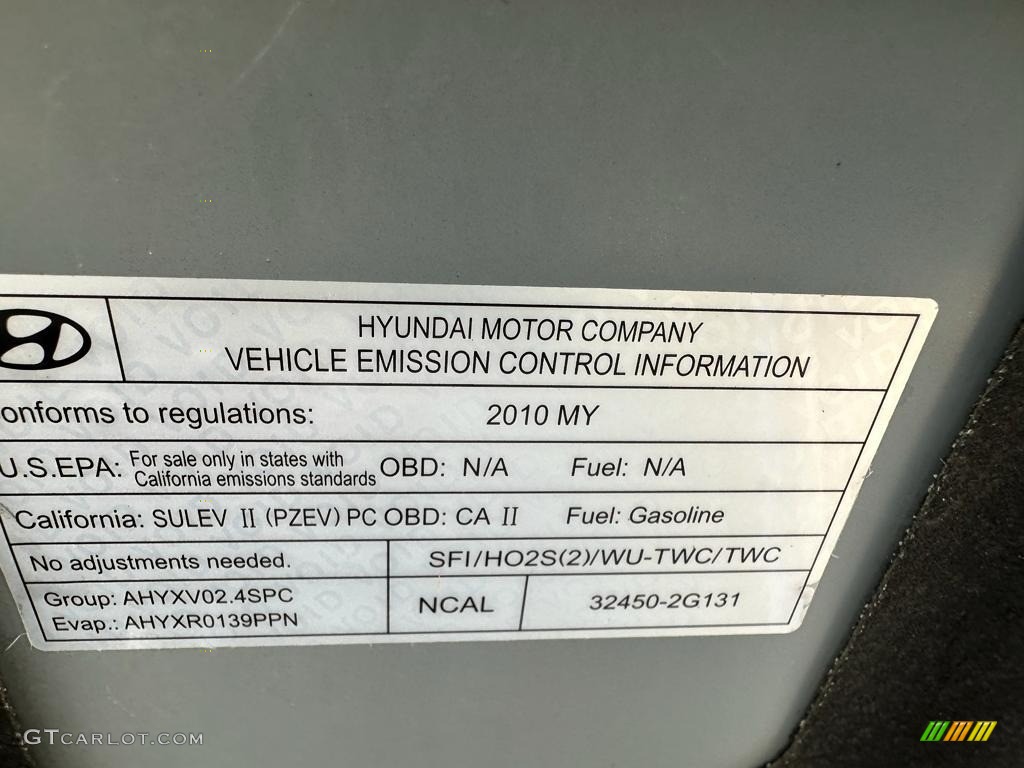 HYUNDAI MOTOR COMPANY
VEHICLE EMISSION CONTROL INFORMATION
onforms to regulations: 2010 MY
U.S.EPA: For sale only in states with California emissions standards OBD: N/A Fuel: N/A
California: SULEV II (PZEV) PC OBD: CA II Fuel: Gasoline
No adjustments needed. SFI/HO2S(2)/WU-TWC/TWC
Group: AHYXV02.4SPC
Evap.: AHYXR0139PPN
NCAL 32450-2G131
GTCARLOT.COM